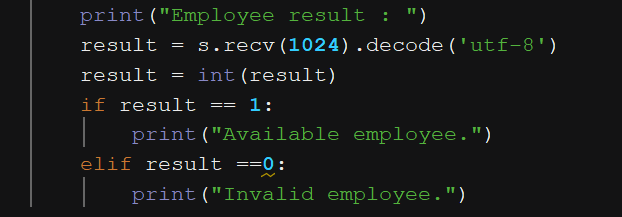 print("Employee result : ")
result = s.recv(1024).decode('utf-8')
result = int(result)
if result == 1:
print("Available employee.")
elif result ==0:
print("Invalid employee.")